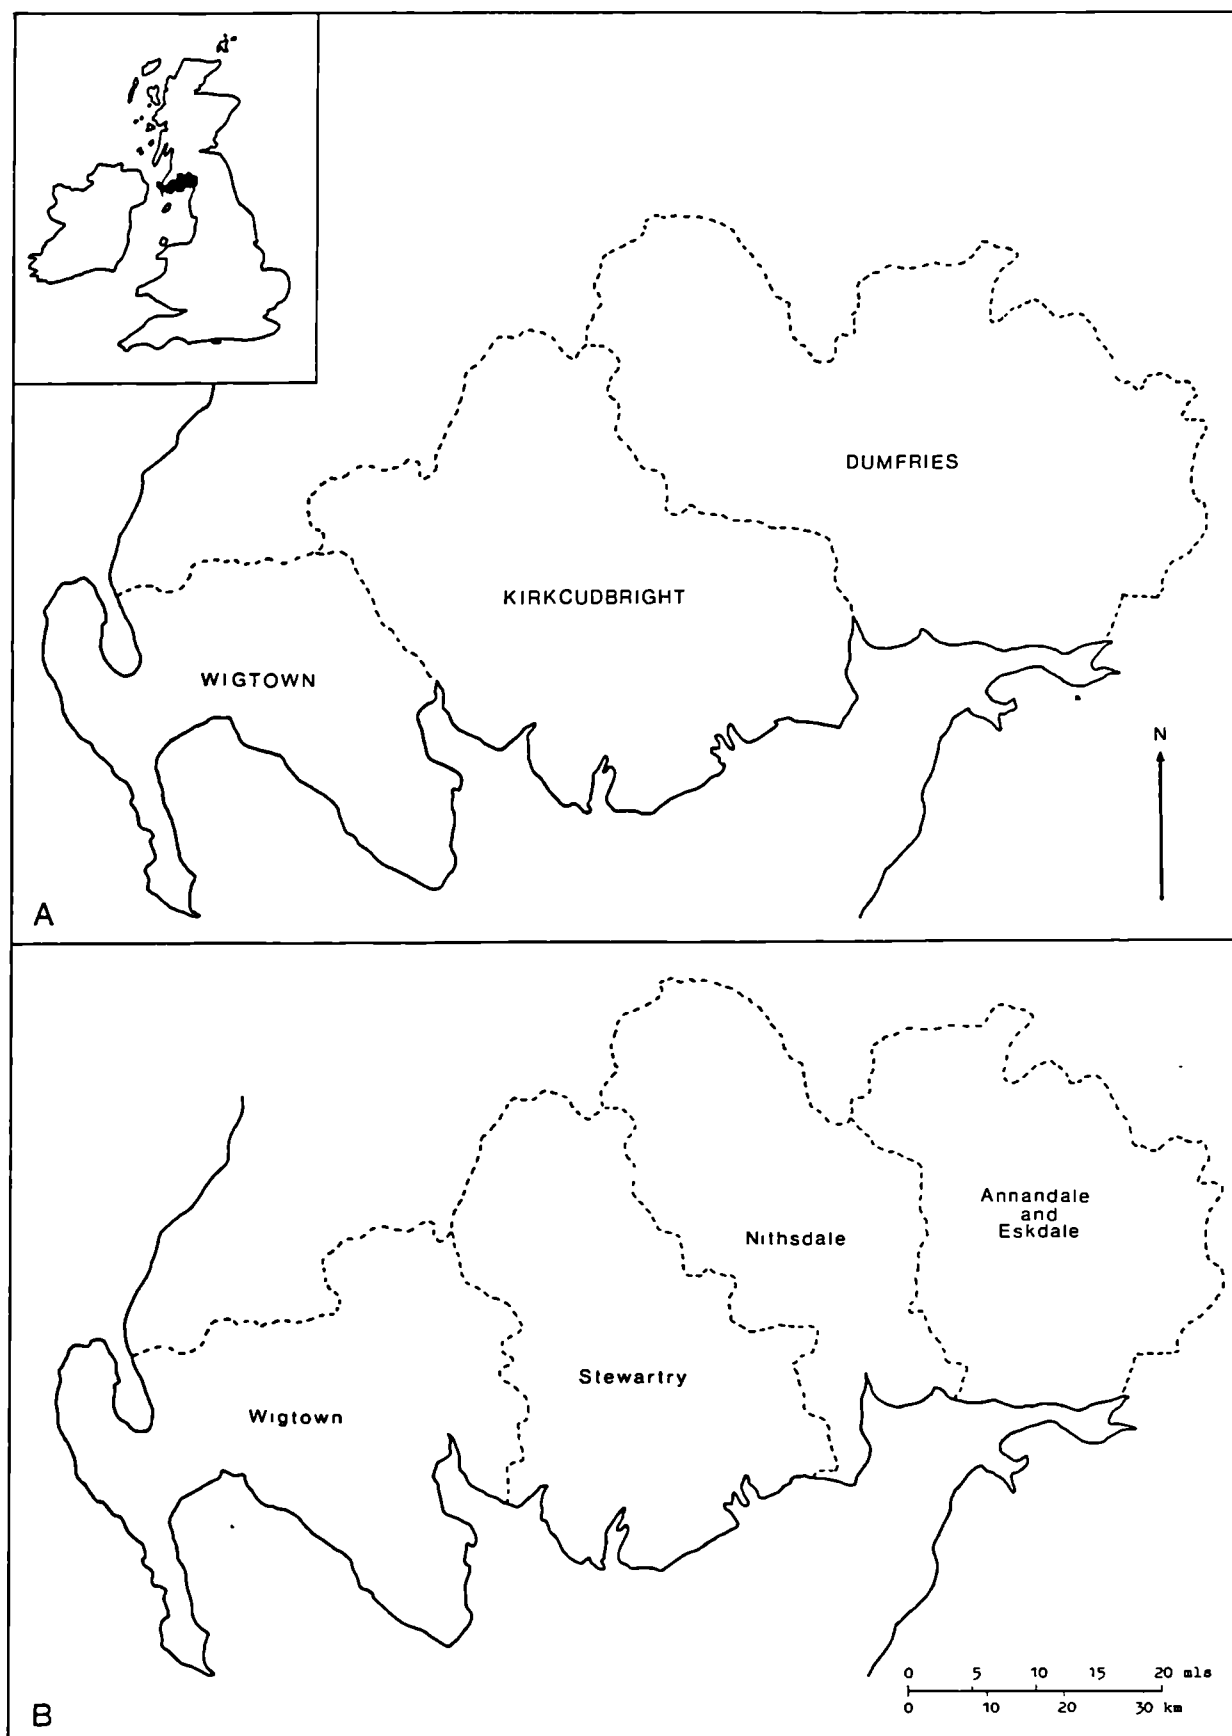 DUMFRIES
KIRKCUDBRIGHT
WIGTOWN
N
A
Annandale
and
Eskdale
Nithsdale
Stewartry
Wigtown
0 5 10 15 20 mls
0 10 20 30 km
B